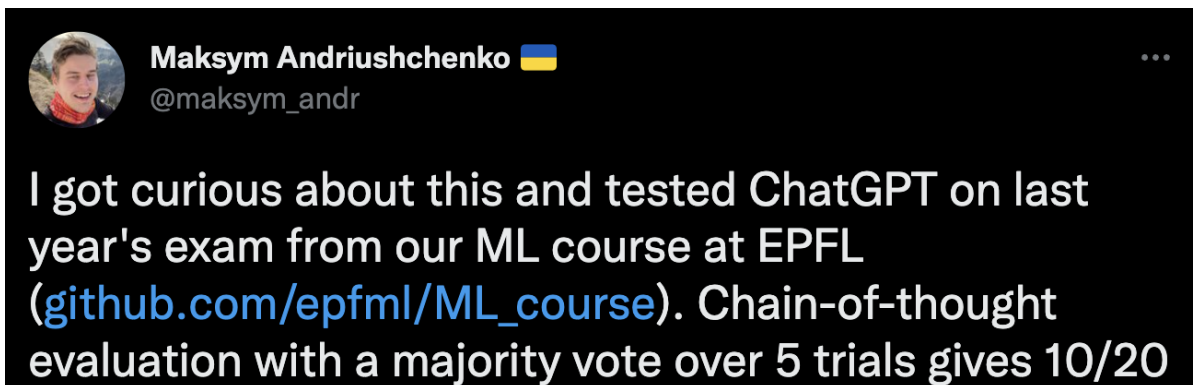 Maksym Andriushchenko 🇺🇦
@maksym_andr
I got curious about this and tested ChatGPT on last
year's exam from our ML course at EPFL
(github.com/epfml/ML_course). Chain-of-thought
evaluation with a majority vote over 5 trials gives 10/20